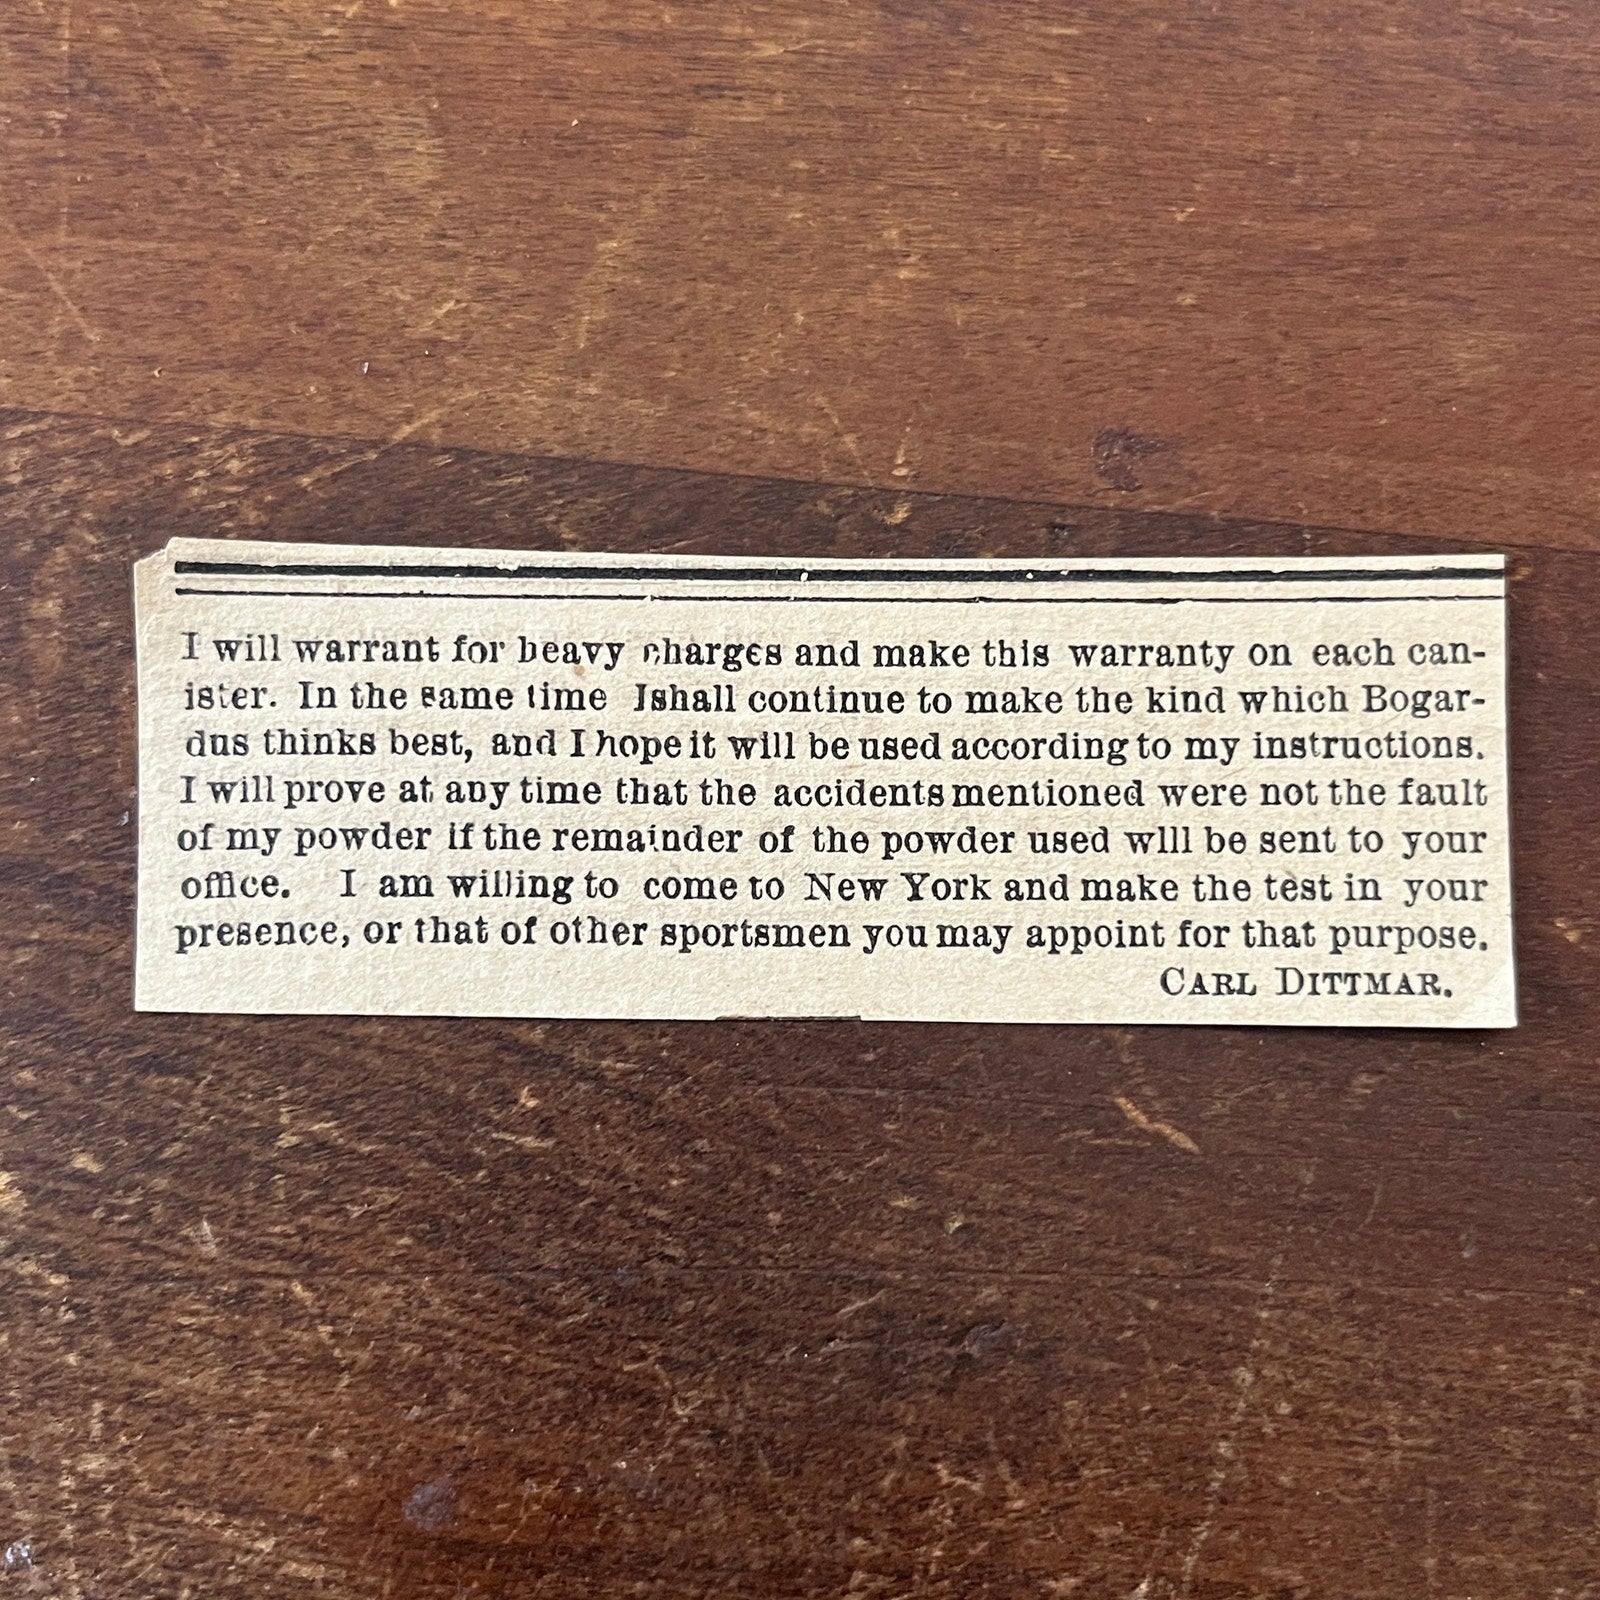 I will warrant for heavy charges and make this warranty on each can-
ister. In the same time I shall continue to make the kind which Bogar-
dus thinks best, and I hope it will be used according to my instructions.
I will prove at any time that the accidents mentioned were not the fault
of my powder if the remainder of the powder used will be sent to your
office. I am willing to come to New York and make the test in your
presence, or that of other sportsmen you may appoint for that purpose.
CARL DITTMAR.